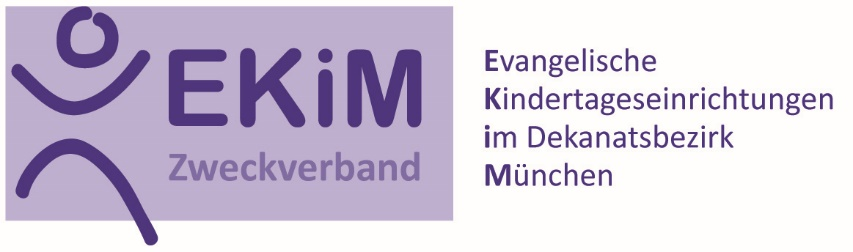 EKiM
Zweckverband
Evangelische
Kindertageseinrichtungen
im Dekanatsbezirk
München